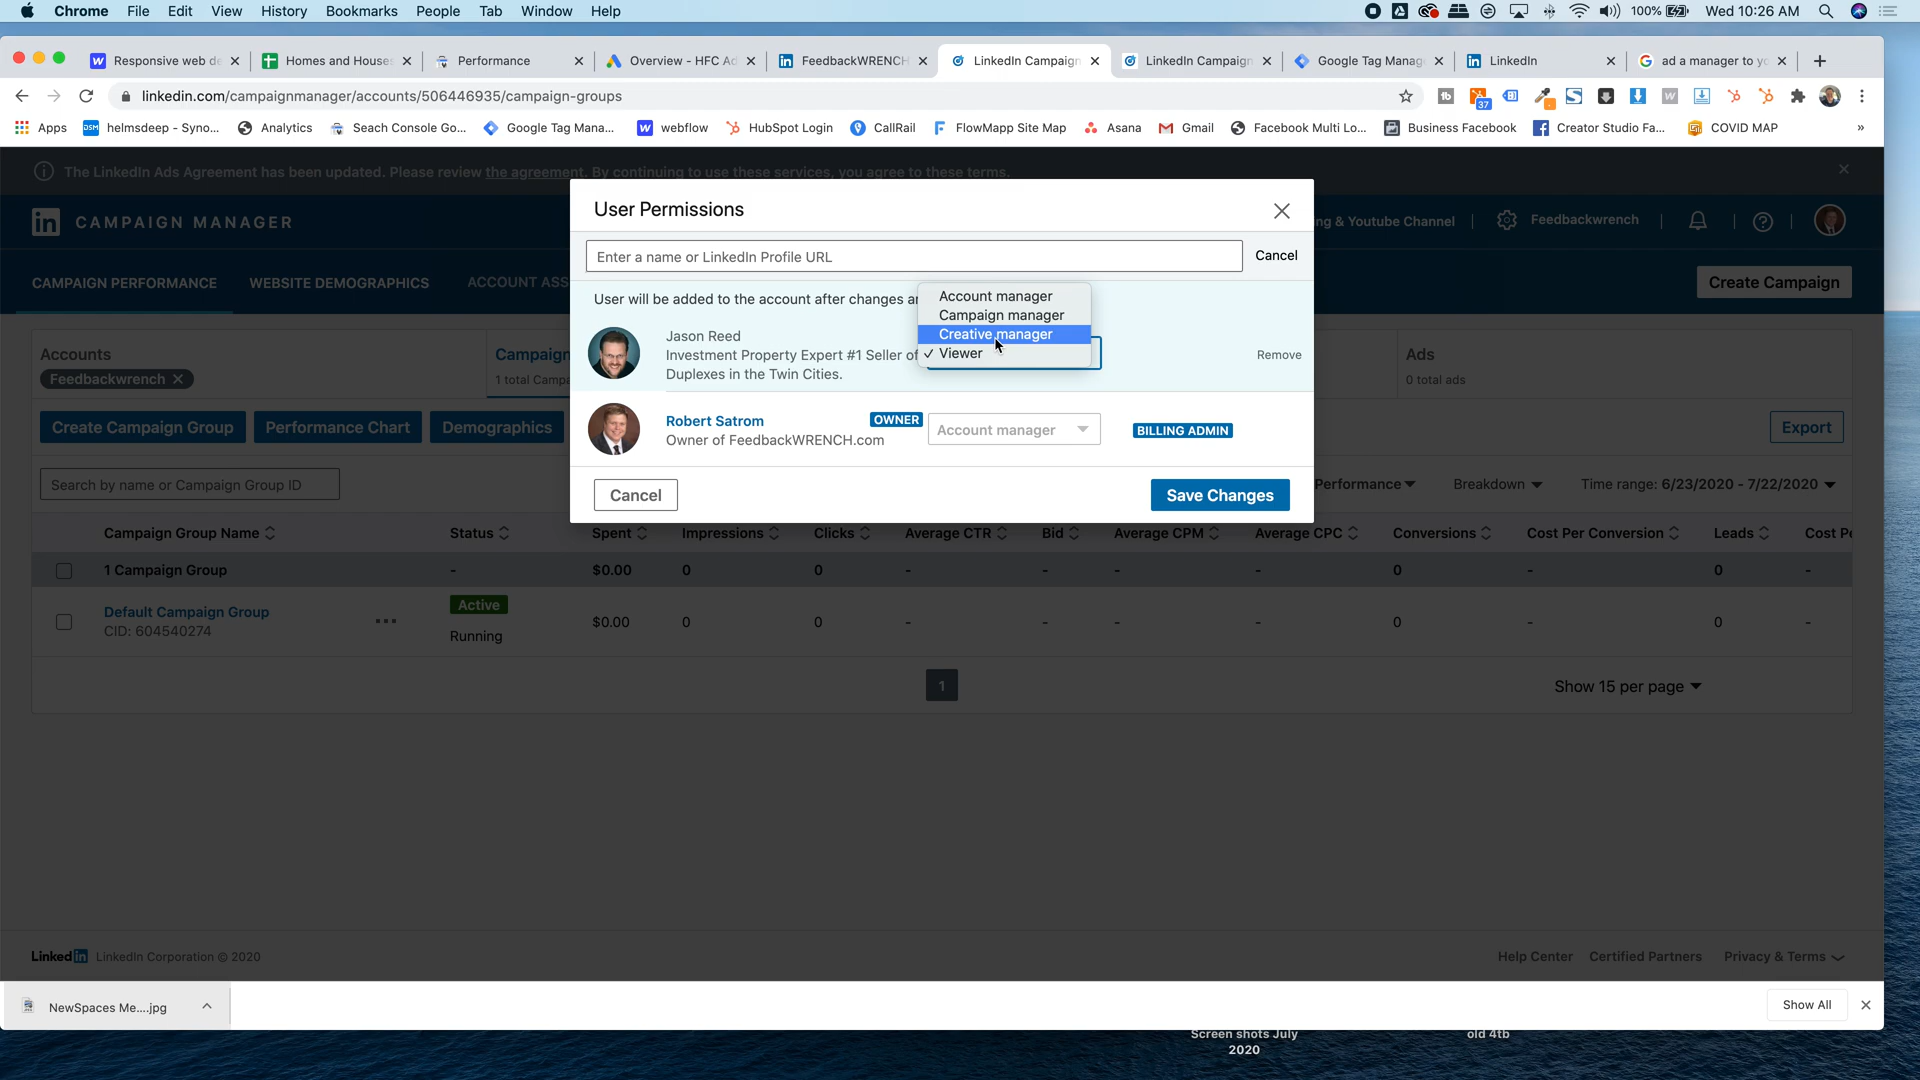 Chrome File Edit View History Bookmarks People Tab Window Help
100% Wed 10:26 AM
Responsive web de
Homes and Houses
Performance
Overview - HFC Ad
FeedbackWRENCH
LinkedIn Campaign
LinkedIn Campaign
Google Tag Manag
LinkedIn
ad a manager to yo
linkedin.com/campaignmanager/accounts/506446935/campaign-groups
37
Apps helmsdeep - Syno... Analytics Seach Console Go... Google Tag Mana... webflow HubSpot Login CallRail FlowMapp Site Map Asana Gmail Facebook Multi Lo... Business Facebook Creator Studio Fa... COVID MAP
The LinkedIn Ads Agreement has been updated. Please review the agreement. By continuing to use these services, you agree to these terms.
CAMPAIGN MANAGER
ng & Youtube Channel
Feedbackwrench
CAMPAIGN PERFORMANCE WEBSITE DEMOGRAPHICS ACCOUNT ASS
Create Campaign
User Permissions
Enter a name or LinkedIn Profile URL
Cancel
User will be added to the account after changes ar
Account manager
Campaign manager
Creative manager
✓ Viewer
Jason Reed
Investment Property Expert #1 Seller of
Duplexes in the Twin Cities.
Remove
Robert Satrom
Owner of FeedbackWRENCH.com
OWNER
Account manager
BILLING ADMIN
Cancel
Save Changes
Accounts
Feedbackwrench
Campaign
1 total Campa
Ads
0 total ads
Create Campaign Group
Performance Chart
Demographics
Export
Search by name or Campaign Group ID
Performance
Breakdown
Time range: 6/23/2020 - 7/22/2020
Campaign Group Name Status Spent Impressions Clicks Average CTR Bid Average CPM Average CPC Conversions Cost Per Conversion Leads Cost Pe
1 Campaign Group - $0.00 0 0 - - - - 0 - 0 -
Default Campaign Group
CID: 604540274
Active
Running
$0.00 0 0 - - - - 0 - 0 -
1
Show 15 per page
LinkedIn LinkedIn Corporation © 2020
Help Center Certified Partners Privacy & Terms
NewSpaces Me....jpg
Show All
Screen shots July
2020
old 4tb